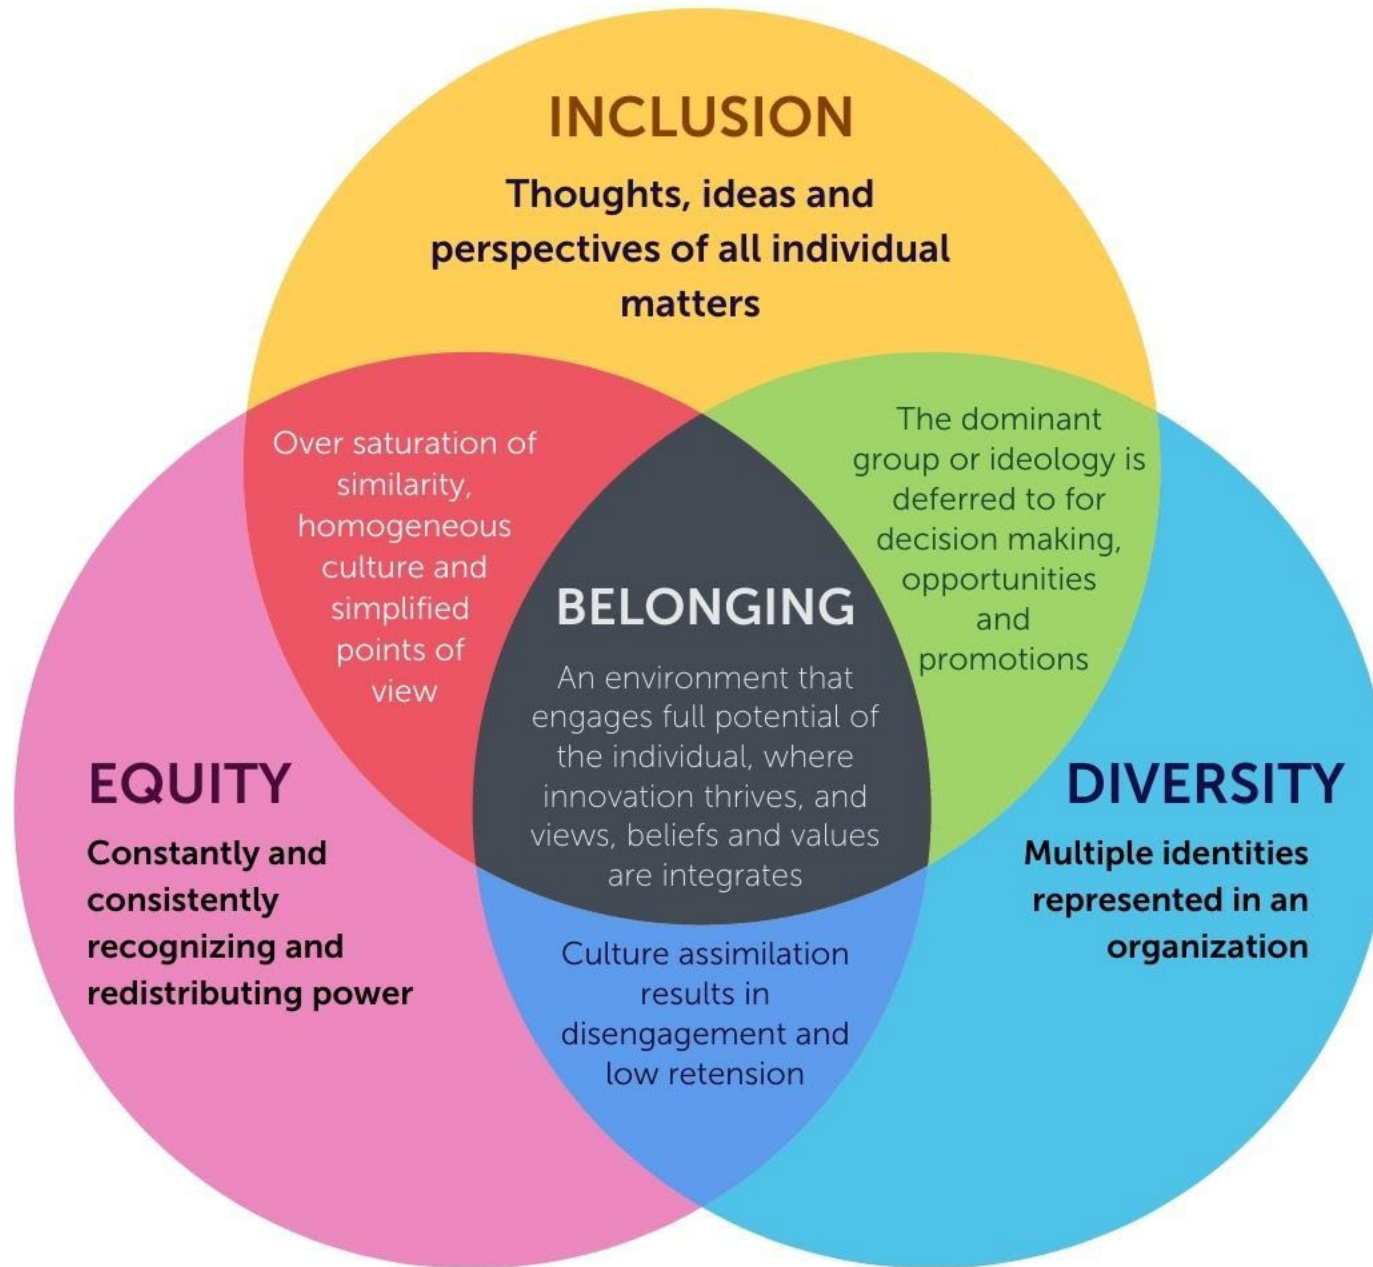 INCLUSION
Thoughts, ideas and
perspectives of all individual
matters
Over saturation of
similarity,
homogeneous
culture and
simplified
points of
view
The dominant
group or ideology is
deferred to for
decision making,
opportunities
and
promotions
BELONGING
An environment that
engages full potential of
the individual, where
innovation thrives, and
views, beliefs and values
are integrates
EQUITY
Constantly and
consistently
recognizing and
redistributing power
DIVERSITY
Multiple identities
represented in an
organization
Culture assimilation
results in
disengagement and
low retension